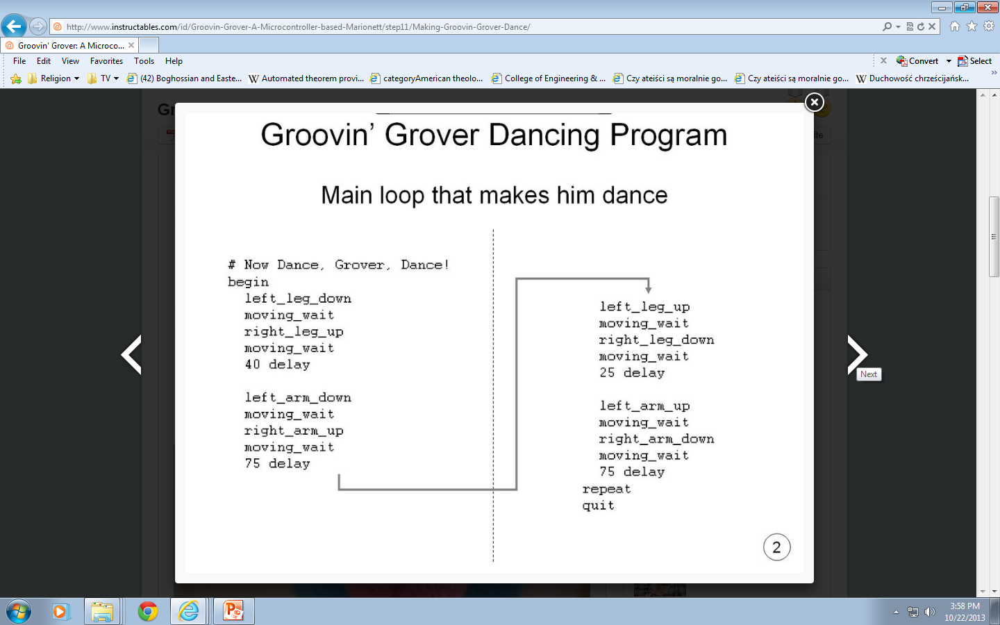 http://www.instructables.com/id/Groovin-Grover-A-Microcontroller-based-Marionett/step11/Making-Groovin-Grover-Dance/
Groovin' Grover: A Microco...
File Edit View Favorites Tools Help
Convert Select
Religion TV (42) Boghossian and Easte... Automated theorem provi... categoryAmerican theolo... College of Engineering & ... Czy ateiści są moralnie go... Czy ateiści są moralnie go... Duchowość chrześcijańsk...
Groovin' Grover Dancing Program
Main loop that makes him dance
# Now Dance, Grover, Dance!
begin
left_leg_down
moving_wait
right_leg_up
moving_wait
40 delay
left_arm_down
moving_wait
right_arm_up
moving_wait
75 delay
left_leg_up
moving_wait
right_leg_down
moving_wait
25 delay
left_arm_up
moving_wait
right_arm_down
moving_wait
75 delay
repeat
quit
2
Next
3:58 PM
10/22/2013